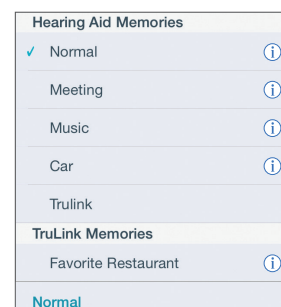 Hearing Aid Memories
✓ Normal
Meeting
Music
Car
Trulink
TruLink Memories
Favorite Restaurant
Normal